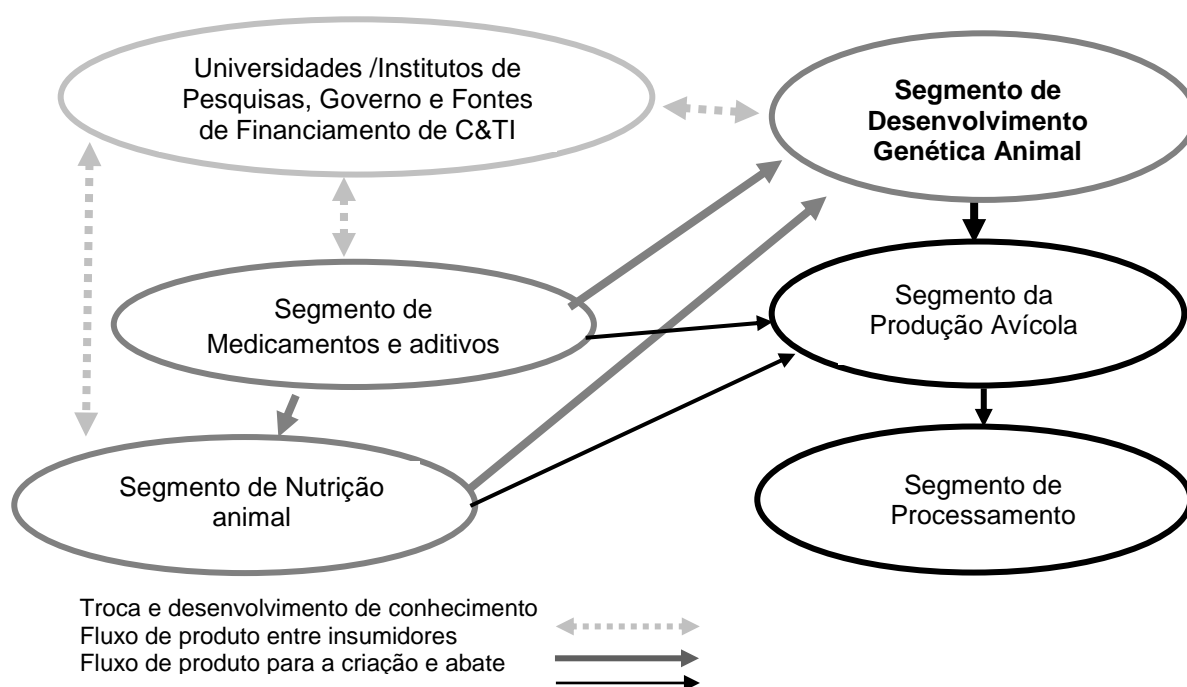 Universidades /Institutos de
Pesquisas, Governo e Fontes
de Financiamento de C&TI
Segmento de
Desenvolvimento
Genética Animal
Segmento de
Medicamentos e aditivos
Segmento da
Produção Avícola
Segmento de Nutrição
animal
Segmento de
Processamento
Troca e desenvolvimento de conhecimento
Fluxo de produto entre insumidores
Fluxo de produto para a criação e abate